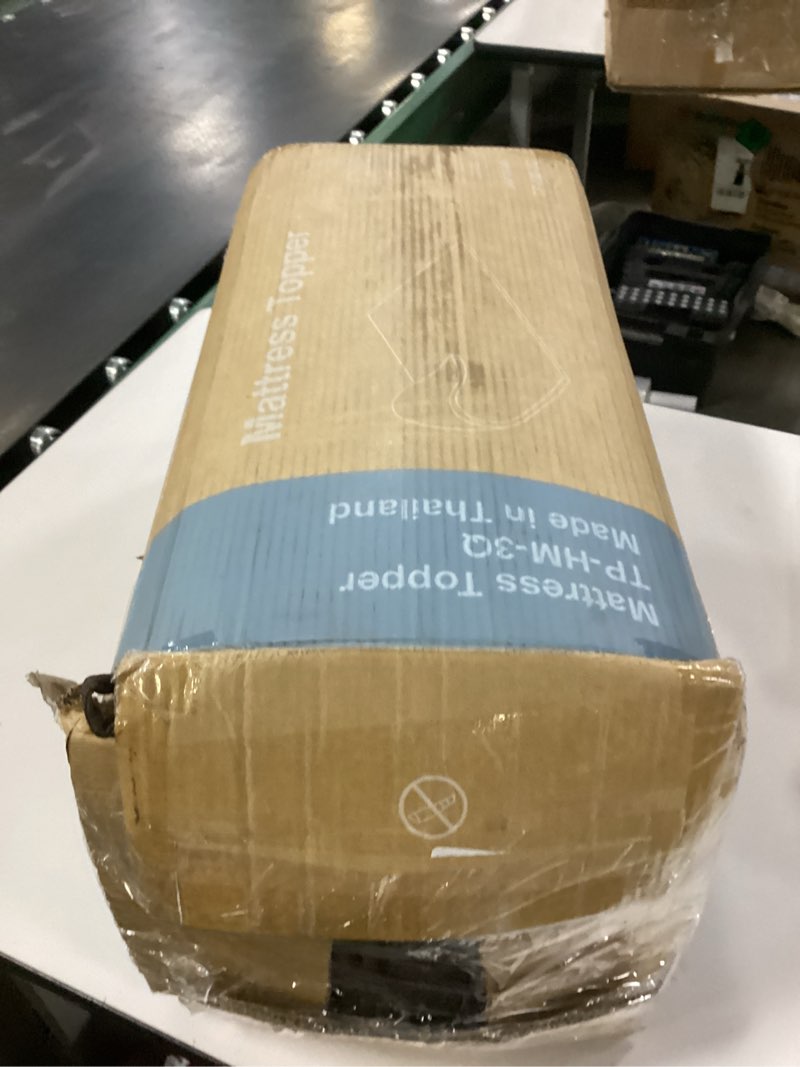 Mattress Topper
Mattress Topper
TP-HM-3Q
Made in Thailand